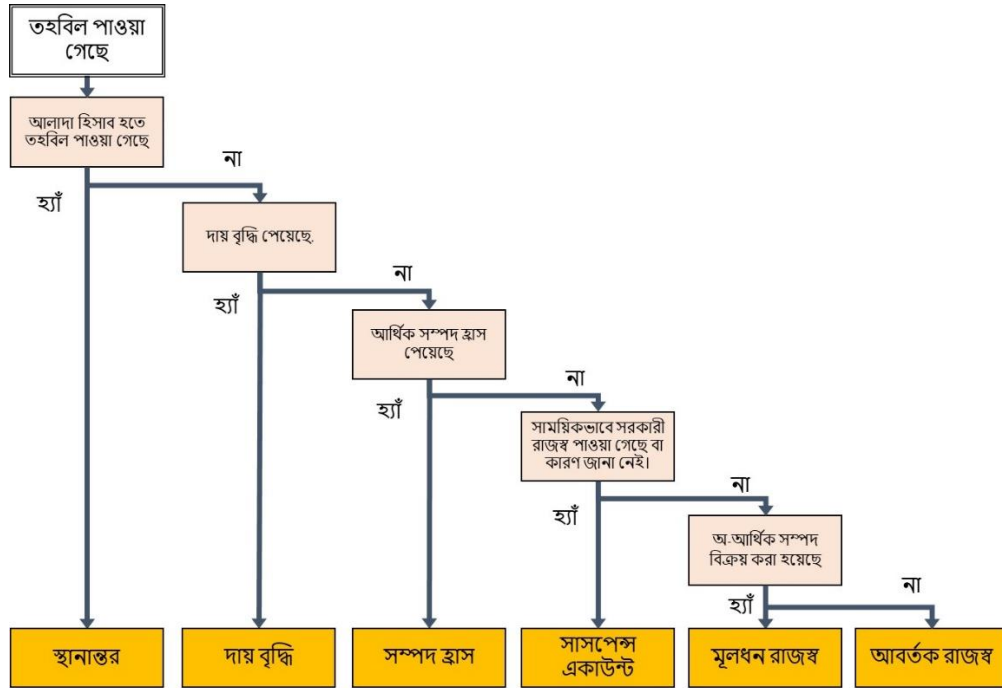 তহবিল পাওয়া
গেছে
আলাদা হিসাব হতে
তহবিল পাওয়া গেছে
না
হ্যাঁ
দায় বৃদ্ধি পেয়েছে.
না
হ্যাঁ
আর্থিক সম্পদ হ্রাস
পেয়েছে
না
হ্যাঁ
সাময়িকভাবে সরকারী
রাজস্ব পাওয়া গেছে বা
কারণ জানা নেই।
না
হ্যাঁ
অ-আর্থিক সম্পদ
বিক্রয় করা হয়েছে
না
হ্যাঁ
স্থানান্তর
দায় বৃদ্ধি
সম্পদ হ্রাস
সাসপেন্স
একাউন্ট
মূলধন রাজস্ব
আবর্তক রাজস্ব